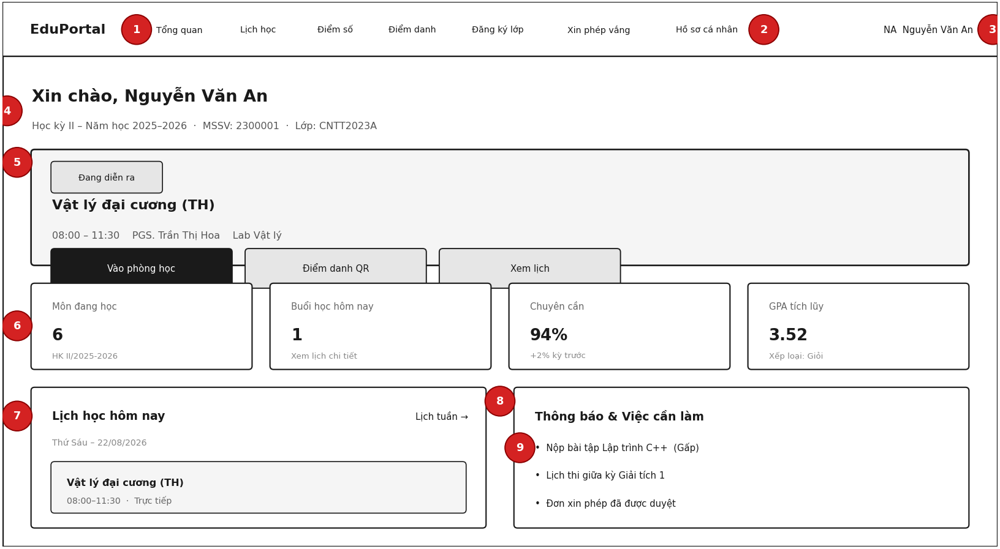 EduPortal 1 Tổng quan Lịch học Điểm số Điểm danh Đăng ký lớp Xin phép vắng Hồ sơ cá nhân 2 NA Nguyễn Văn An 3
Xin chào, Nguyễn Văn An
4
Học kỳ II – Năm học 2025–2026 · MSSV: 2300001 · Lớp: CNTT2023A
5
Đang diễn ra
Vật lý đại cương (TH)
08:00 – 11:30 PGS. Trần Thị Hoa Lab Vật lý
Vào phòng học Điểm danh QR Xem lịch
6
Môn đang học
6
HK II/2025-2026
Buổi học hôm nay
1
Xem lịch chi tiết
Chuyên cần
94%
+2% kỳ trước
GPA tích lũy
3.52
Xếp loại: Giỏi
7
Lịch học hôm nay Lịch tuần →
Thứ Sáu – 22/08/2026
Vật lý đại cương (TH)
08:00–11:30 · Trực tiếp
8
Thông báo & Việc cần làm
9
• Nộp bài tập Lập trình C++ (Gấp)
• Lịch thi giữa kỳ Giải tích 1
• Đơn xin phép đã được duyệt